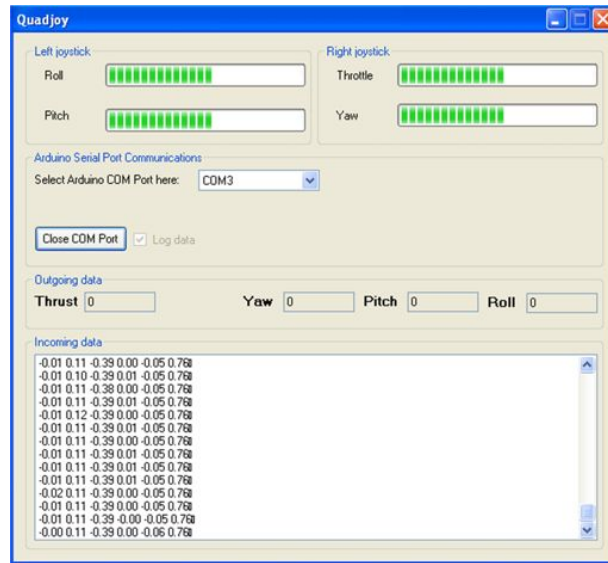 Quadjoy
Left joystick
Roll
Pitch
Right joystick
Throttle
Yaw
Arduino Serial Port Communications
Select Arduino COM Port here: COM3
Close COM Port Log data
Outgoing data
Thrust 0 Yaw 0 Pitch 0 Roll 0
Incoming data
-0.01 0.11 -0.39 0.00 -0.05 0.76
-0.01 0.10 -0.39 0.01 -0.05 0.76
-0.01 0.11 -0.38 0.00 -0.05 0.76
-0.01 0.11 -0.39 0.01 -0.05 0.76
-0.01 0.12 -0.39 0.00 -0.05 0.76
-0.01 0.11 -0.39 0.01 -0.05 0.76
-0.01 0.11 -0.39 0.00 -0.05 0.76
-0.01 0.11 -0.39 0.01 -0.05 0.76
-0.01 0.11 -0.39 0.01 -0.05 0.76
-0.01 0.11 -0.39 0.01 -0.05 0.76
-0.02 0.11 -0.39 0.00 -0.05 0.76
-0.01 0.11 -0.39 0.00 -0.05 0.76
-0.01 0.11 -0.39 -0.00 -0.05 0.76
-0.00 0.11 -0.39 0.00 -0.06 0.76